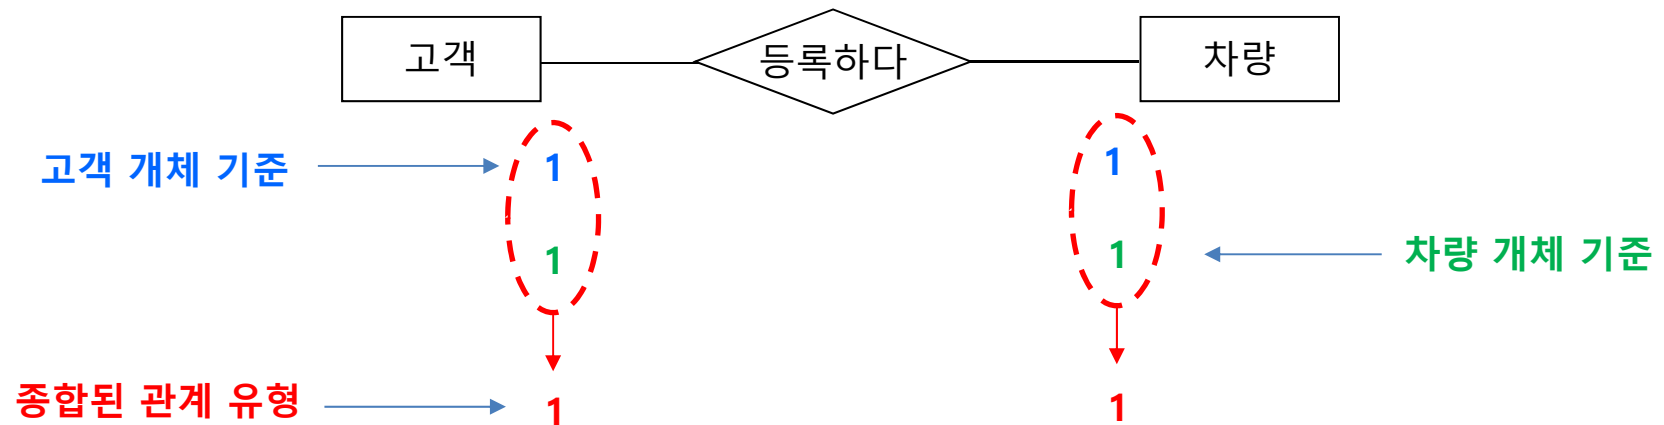 고객 등록하다 차량
고객 개체 기준 1 1
1 1 차량 개체 기준
종합된 관계 유형 1 1